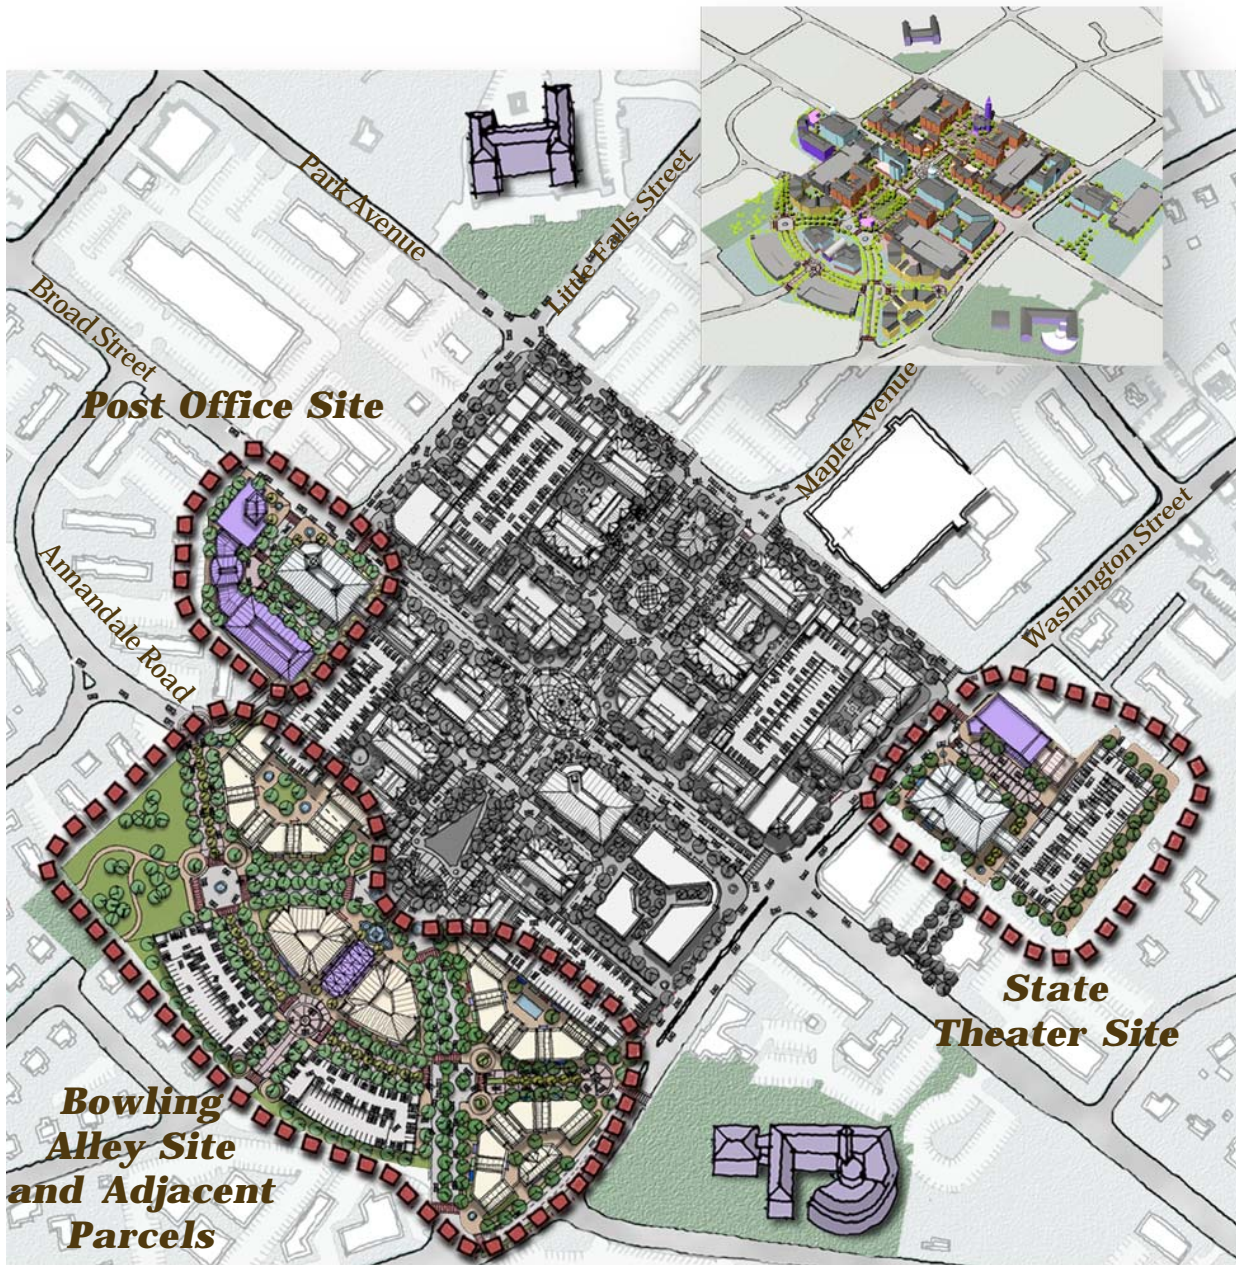 Park Avenue
Little Falls Street
Broad Street
Post Office Site
Maple Avenue
Washington Street
Annandale Road
State
Theater Site
Bowling
Alley Site
and Adjacent
Parcels